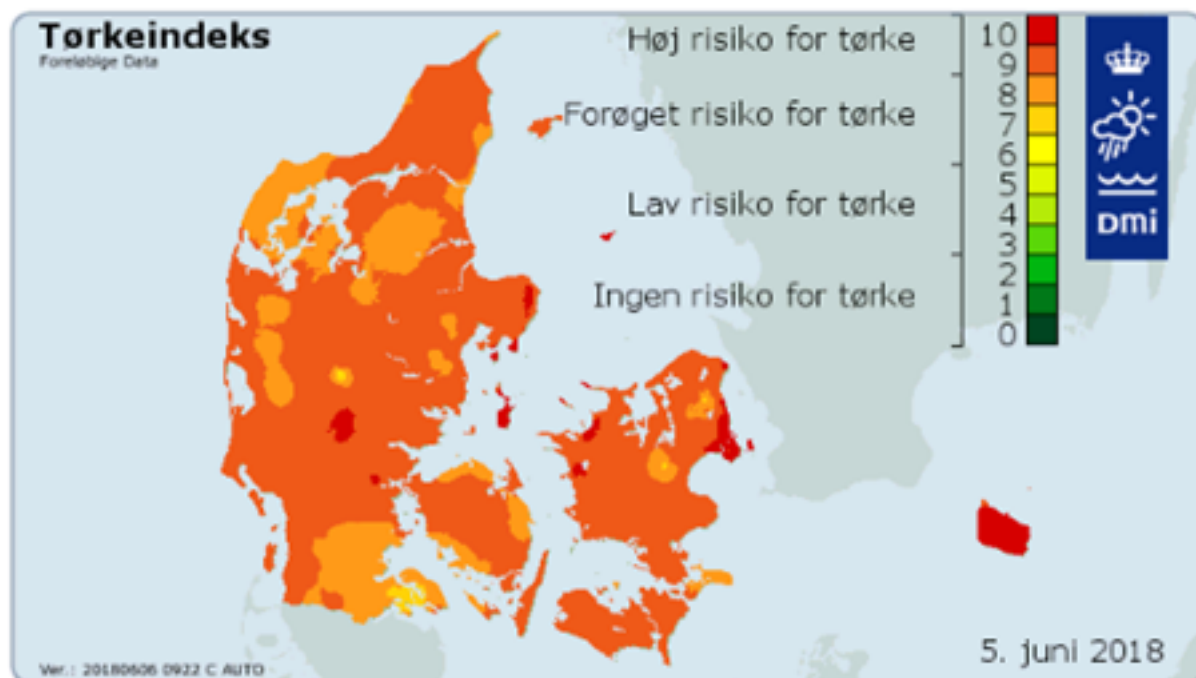 Tørkeindeks
Foreløbige Data
Høj risiko for tørke
Forøget risiko for tørke
Lav risiko for tørke
Ingen risiko for tørke
10
9
8
7
6
5
4
3
2
1
0
DMi
5. juni 2018
Ver.: 20180606 0922 C AUTO